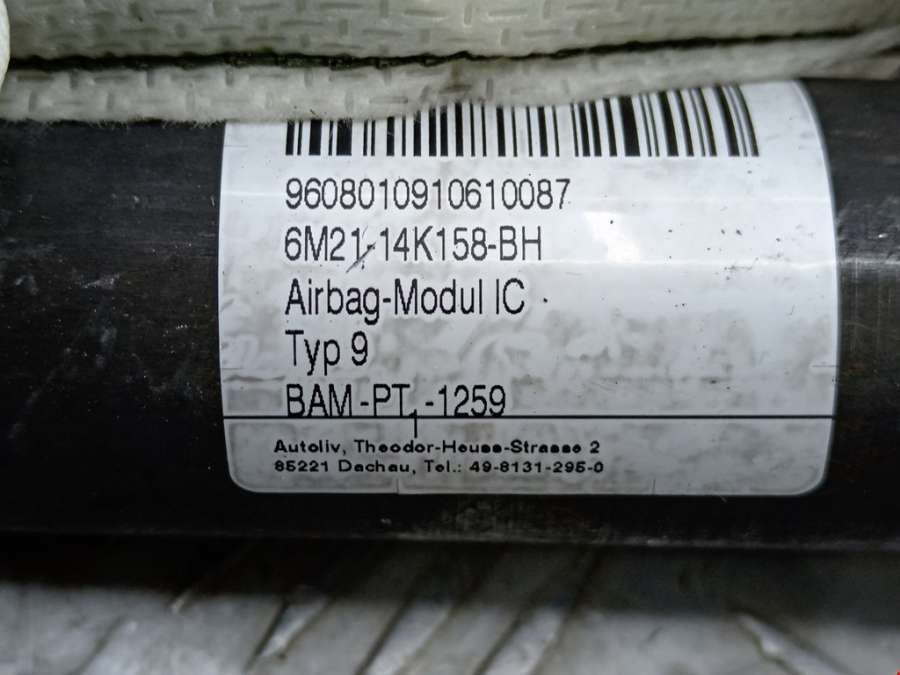 9608010910610087
6M21-14K158-BH
Airbag-Modul IC
Typ 9
BAM-PT1-1259
Autoliv, Theodor-Heuss-Strasse 2
85221 Dachau, Tel.: 49-8131-295-0